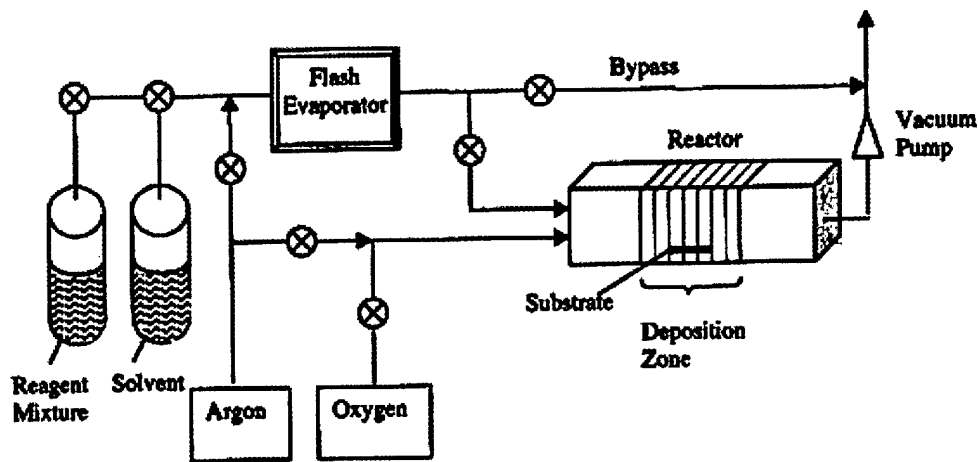 Flash
Evaporator
Bypass
Vacuum
Pump
Reactor
Substrate
Deposition
Zone
Reagent
Mixture
Solvent
Argon
Oxygen